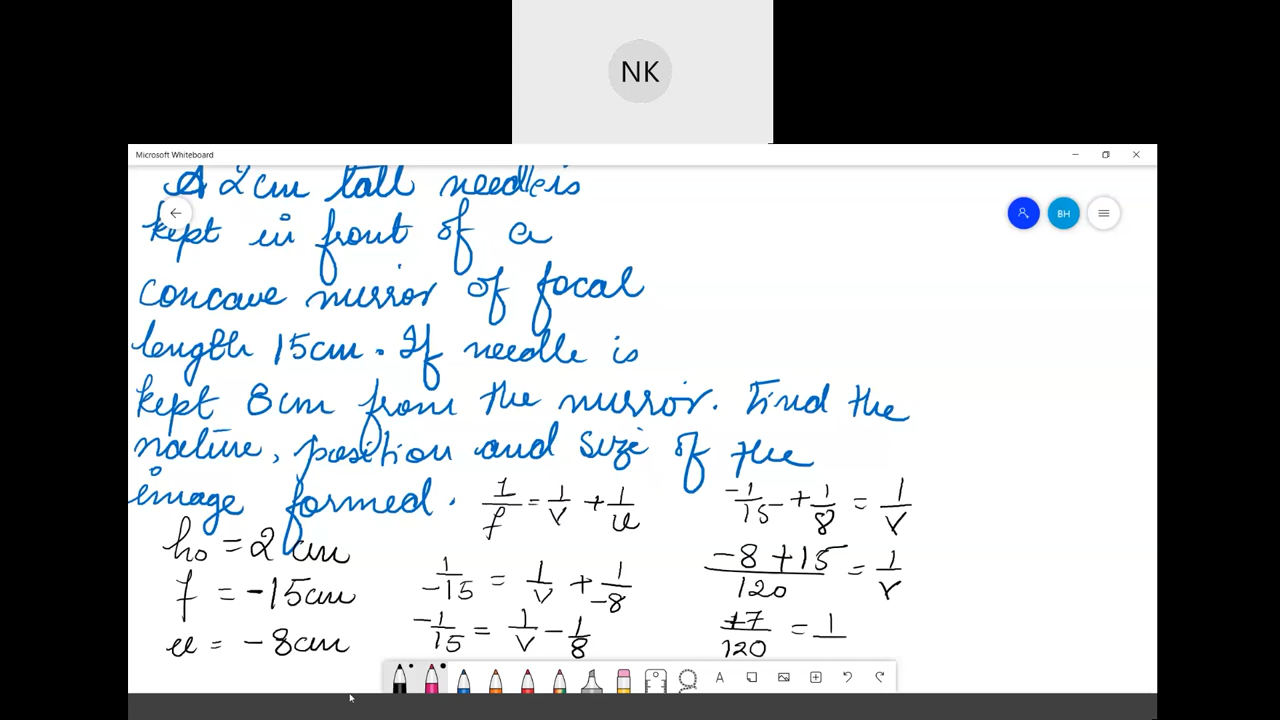 NK
Microsoft Whiteboard
A 2cm tall needle is
kept in front of a
BH
concave mirror of focal
length 15cm. If needle is
kept 8cm from the mirror. Find the
nature, position and size of the
image formed.
1/f = 1/v + 1/u
-1/15 + 1/8 = 1/v
h₀ = 2 cm
-8 + 15/120 = 1/v
f = -15cm
1/-15 = 1/v + 1/-8
+7/120 = 1
u = -8cm
-1/15 = 1/v - 1/8
A